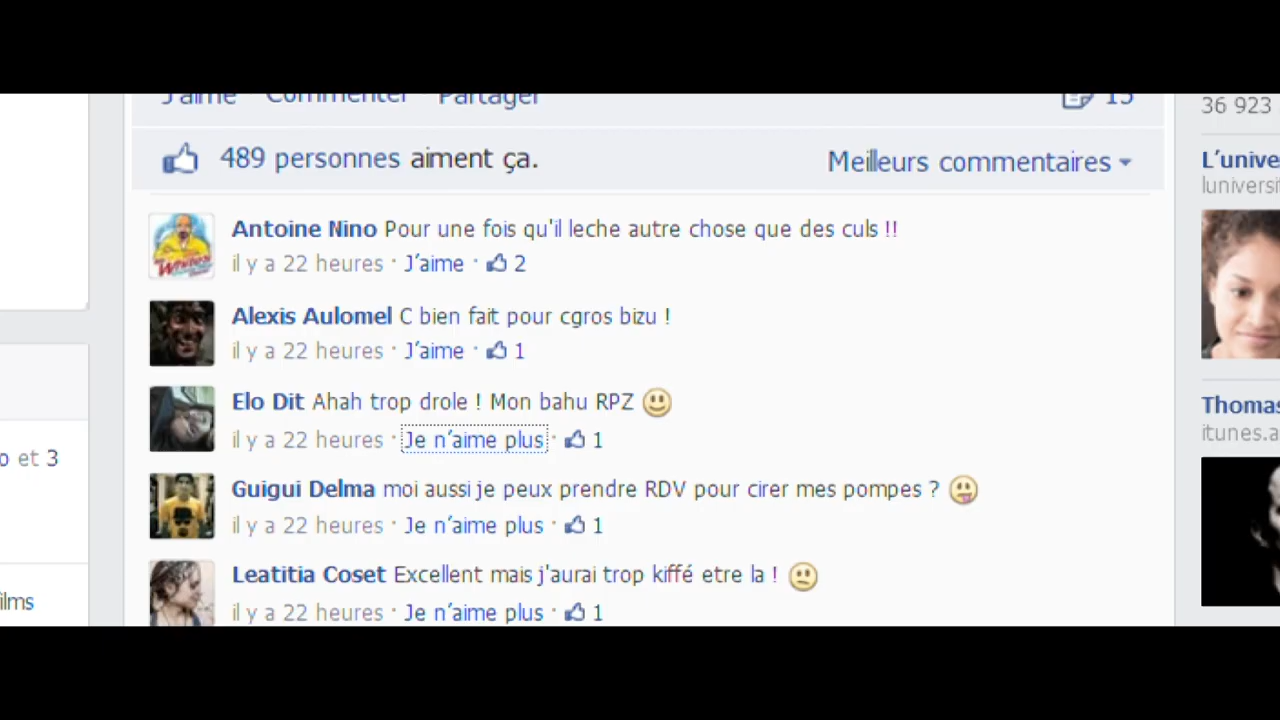 J'aime Commenter Partager 15
36 923
489 personnes aiment ça. Meilleurs commentaires
L'unive
luniversit
Antoine Nino Pour une fois qu'il leche autre chose que des culs !!
il y a 22 heures · J'aime · 2
Alexis Aulomel C bien fait pour cgros bizu !
il y a 22 heures · J'aime · 1
Elo Dit Ahah trop drole ! Mon bahu RPZ
il y a 22 heures · Je n'aime plus · 1
Thomas
itunes.a
o et 3
Guigui Delma moi aussi je peux prendre RDV pour cirer mes pompes ?
il y a 22 heures · Je n'aime plus · 1
Leatitia Coset Excellent mais j'aurai trop kiffé etre la !
il y a 22 heures · Je n'aime plus · 1
ilms